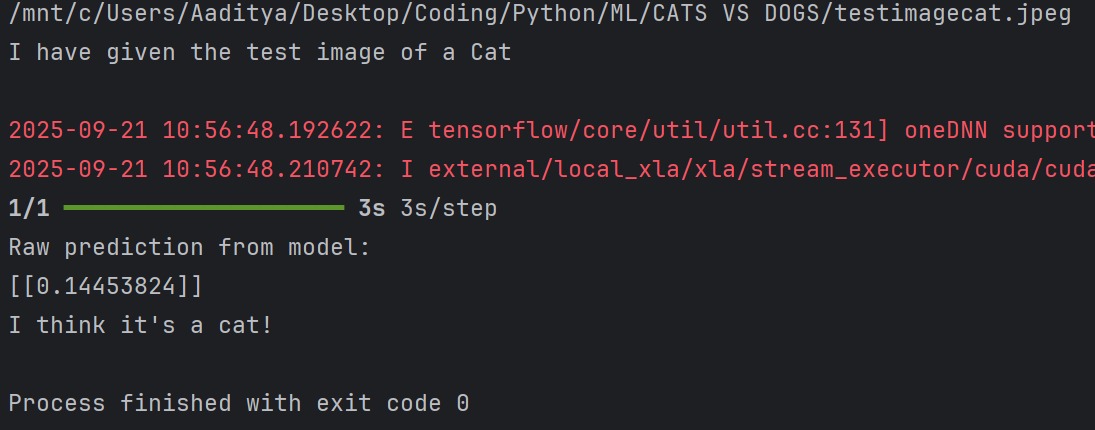 /mnt/c/Users/Aaditya/Desktop/Coding/Python/ML/CATS VS DOGS/testimagecat.jpeg
I have given the test image of a Cat
2025-09-21 10:56:48.192622: E tensorflow/core/util/util.cc:131] oneDNN support
2025-09-21 10:56:48.210742: I external/local_xla/xla/stream_executor/cuda/cuda
1/1 ━━━━━━━━━━━━━━━━━━━━ 3s 3s/step
Raw prediction from model:
[[0.14453824]]
I think it's a cat!
Process finished with exit code 0